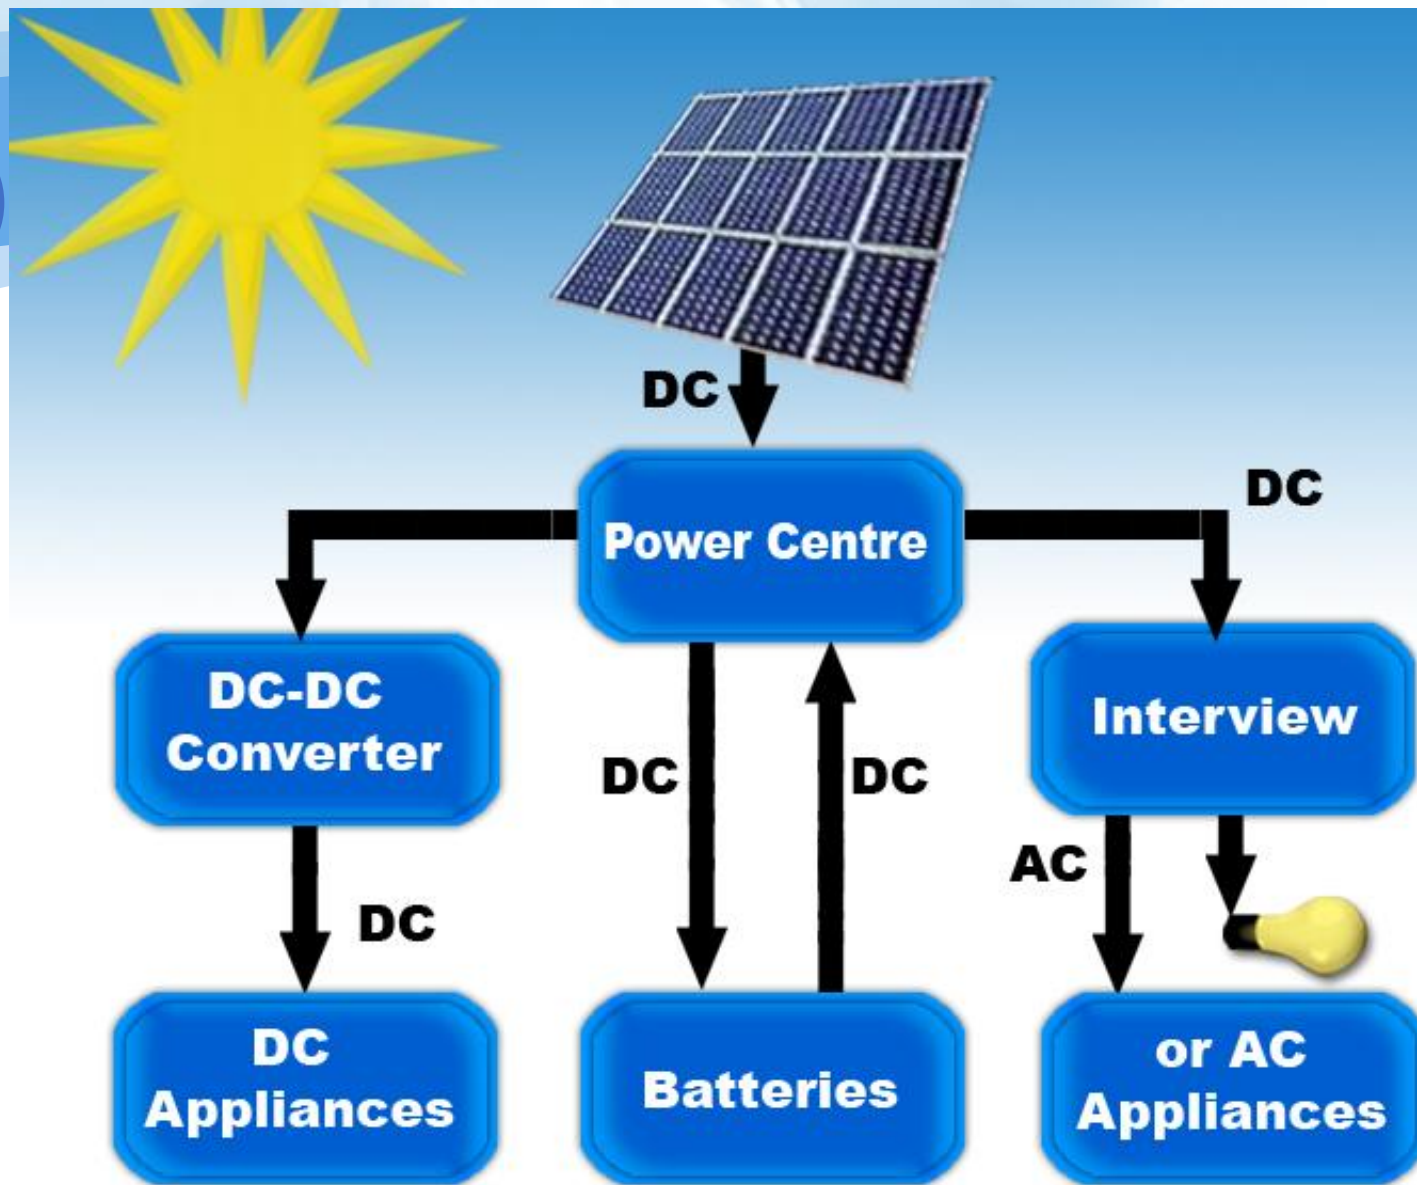 DC
Power Centre
DC
DC-DC
Converter
Interview
DC
DC
AC
DC
DC
Appliances
Batteries
or AC
Appliances